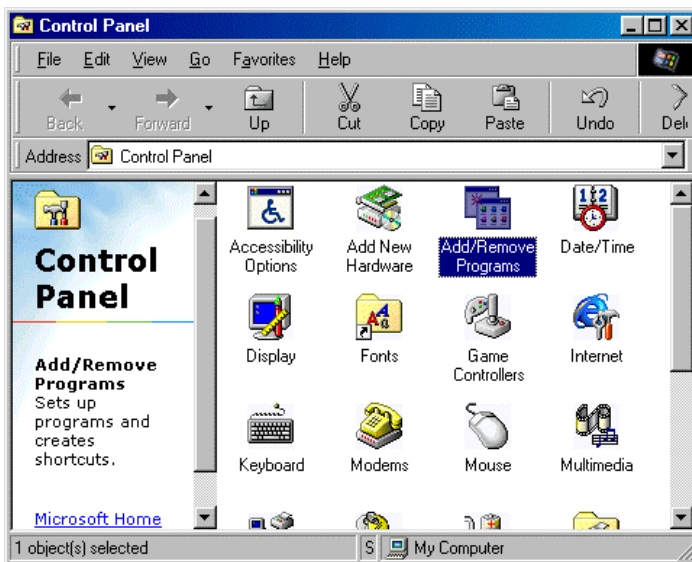 Control Panel
File Edit View Go Favorites Help
Back Forward Up Cut Copy Paste Undo
Address Control Panel
Control
Panel
Add/Remove
Programs
Sets up
programs and
creates
shortcuts.
Microsoft Home
Accessibility
Options
Add New
Hardware
Add/Remove
Programs
Date/Time
Display
Fonts
Game
Controllers
Internet
Keyboard
Modems
Mouse
Multimedia
1 object(s) selected
S
My Computer